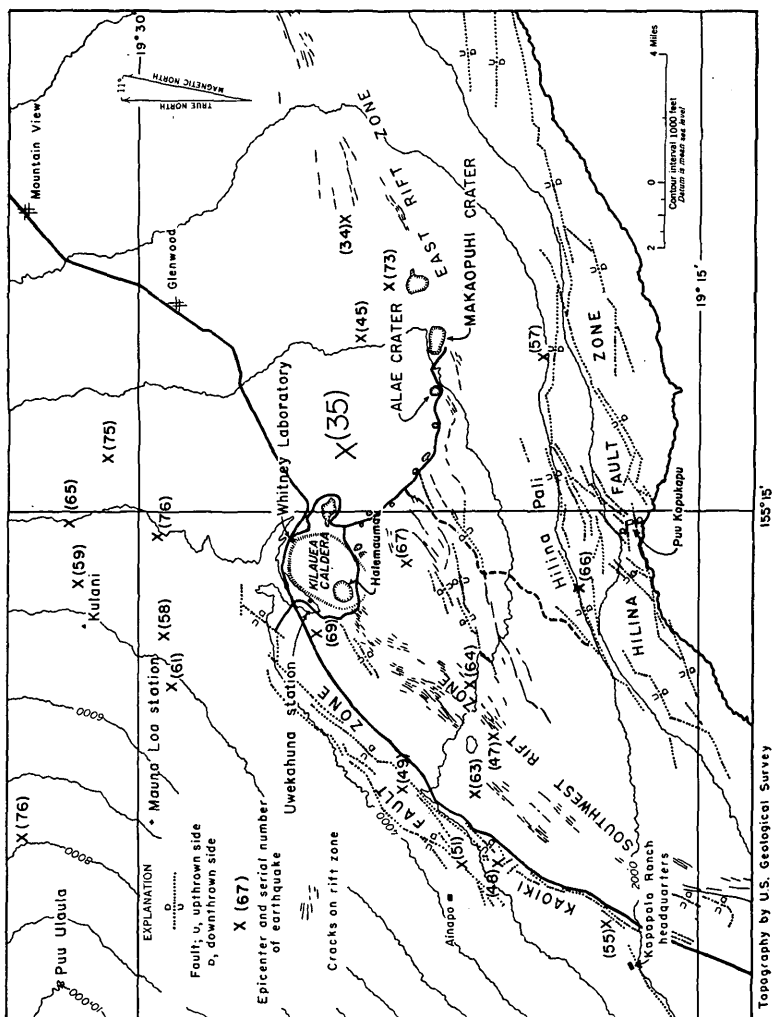 Mountain View
19° 30'
11°
TRUE NORTH
MAGNETIC NORTH
Glenwood
ZONE
EAST RIFT
(34)X
X(73)
X(45)
ALAE CRATER
MAKAOPUHI CRATER
4 Miles
0
2
Contour interval 1000 feet
Datum is mean sea level
19° 15'
X(57)
ZONE
FAULT
HILINA
Hilina Pali
Puu Kapukapu
155° 15'
X(66)
X(35)
Whitney Laboratory
KILAUEA CALDERA
Halemaumau
X(67)
X(69)
Uwekahuna station
X(75)
X(65)
X(76)
X(59)
Kulani
X(58)
X(61)
Mauna Loa station
6000
X(76)
8000
Puu Ulaula
10,000
EXPLANATION
D
U
Fault; U, upthrown side
D, downthrown side
X (67)
Epicenter and serial number
of earthquake
Cracks on rift zone
ZONE
FAULT
KAOIKI
4000
X(49)
X(51)
(48)X
Ainapo
(55)X
2000
Kapapala Ranch
headquarters
X(64)
(47)X
X(63)
ZONE
RIFT
SOUTHWEST
Topography by U.S. Geological Survey